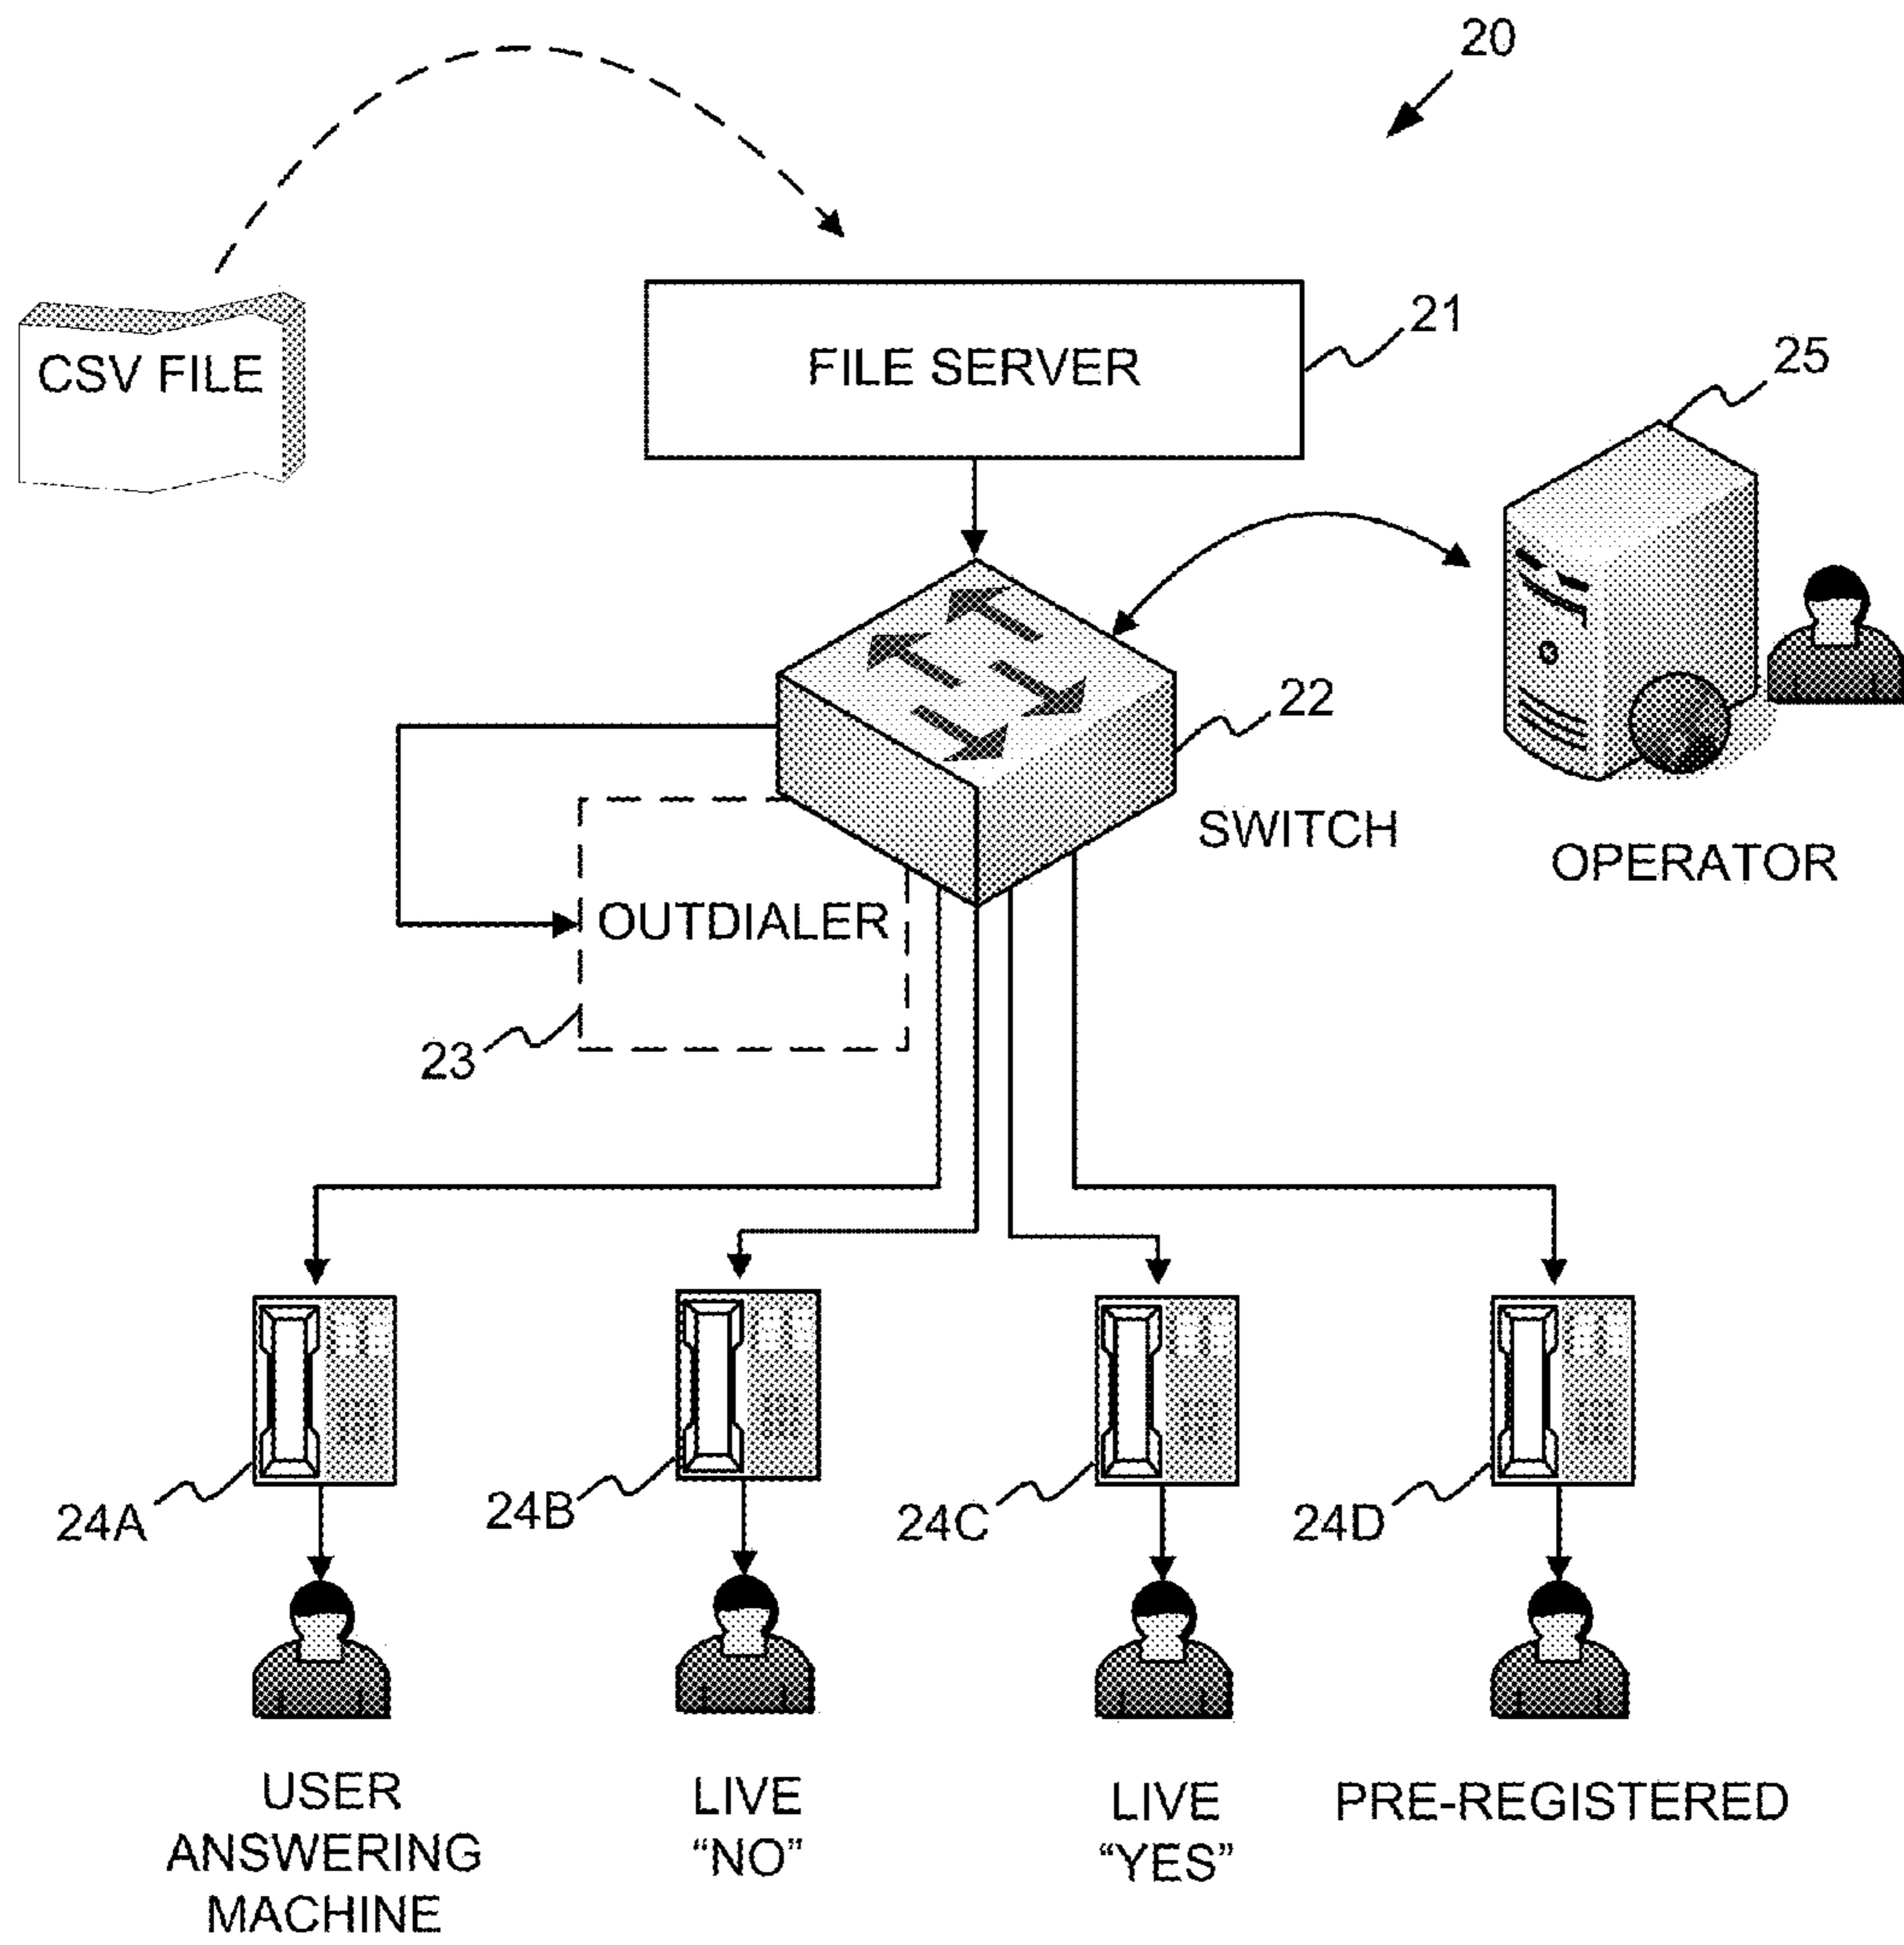 20
CSV FILE
FILE SERVER
21
25
22
SWITCH
OPERATOR
OUTDIALER
23
24A
24B
24C
24D
USER
ANSWERING
MACHINE
LIVE
“NO”
LIVE
“YES”
PRE-REGISTERED